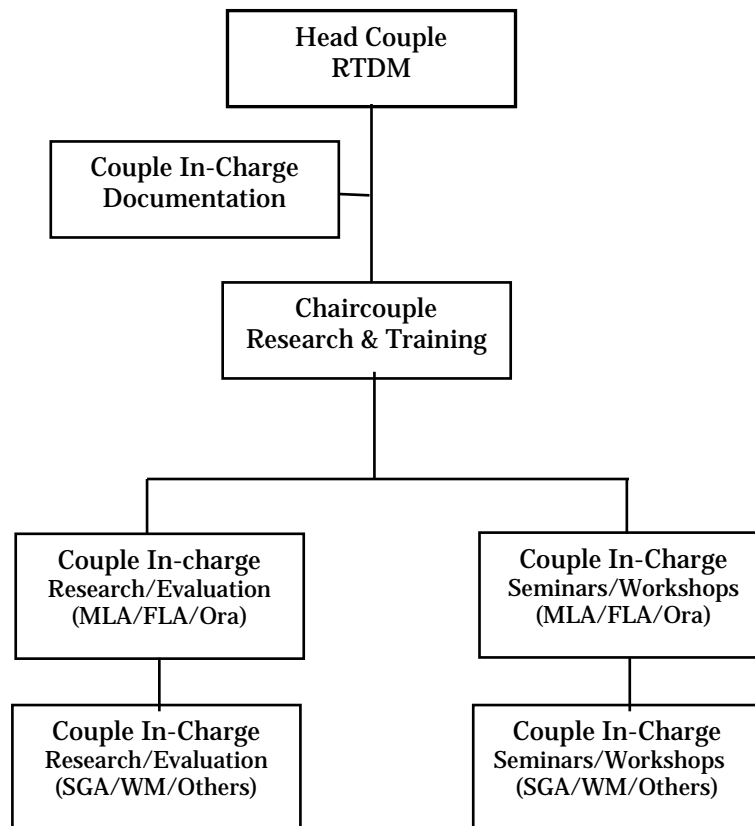 Head Couple
RTDM
Couple In-Charge
Documentation
Chaircouple
Research & Training
Couple In-charge
Research/Evaluation
(MLA/FLA/Ora)
Couple In-Charge
Seminars/Workshops
(MLA/FLA/Ora)
Couple In-Charge
Research/Evaluation
(SGA/WM/Others)
Couple In-Charge
Seminars/Workshops
(SGA/WM/Others)